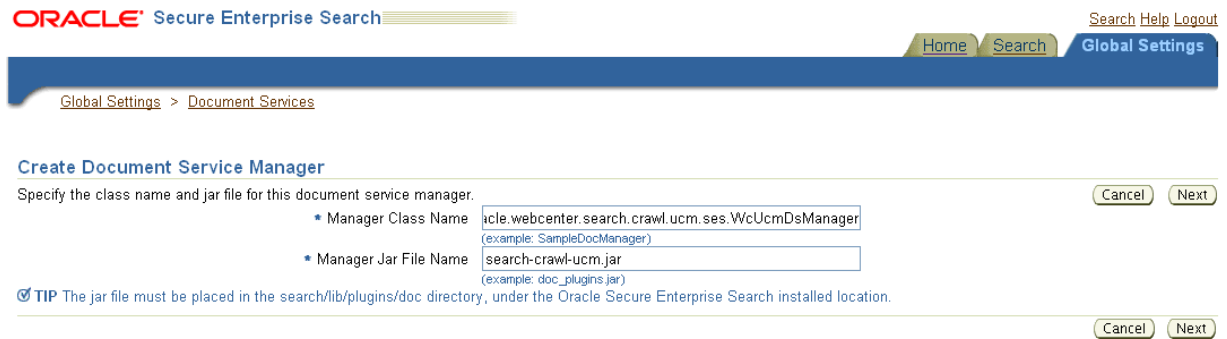 ORACLE® Secure Enterprise Search
Search Help Logout
Home Search Global Settings
Global Settings > Document Services
Create Document Service Manager
Specify the class name and jar file for this document service manager.
Cancel Next
* Manager Class Name acle.webcenter.search.crawl.ucm.ses.WcUcmDsManager
(example: SampleDocManager)
* Manager Jar File Name search-crawl-ucm.jar
(example: doc_plugins.jar)
TIP The jar file must be placed in the search/lib/plugins/doc directory, under the Oracle Secure Enterprise Search installed location.
Cancel Next